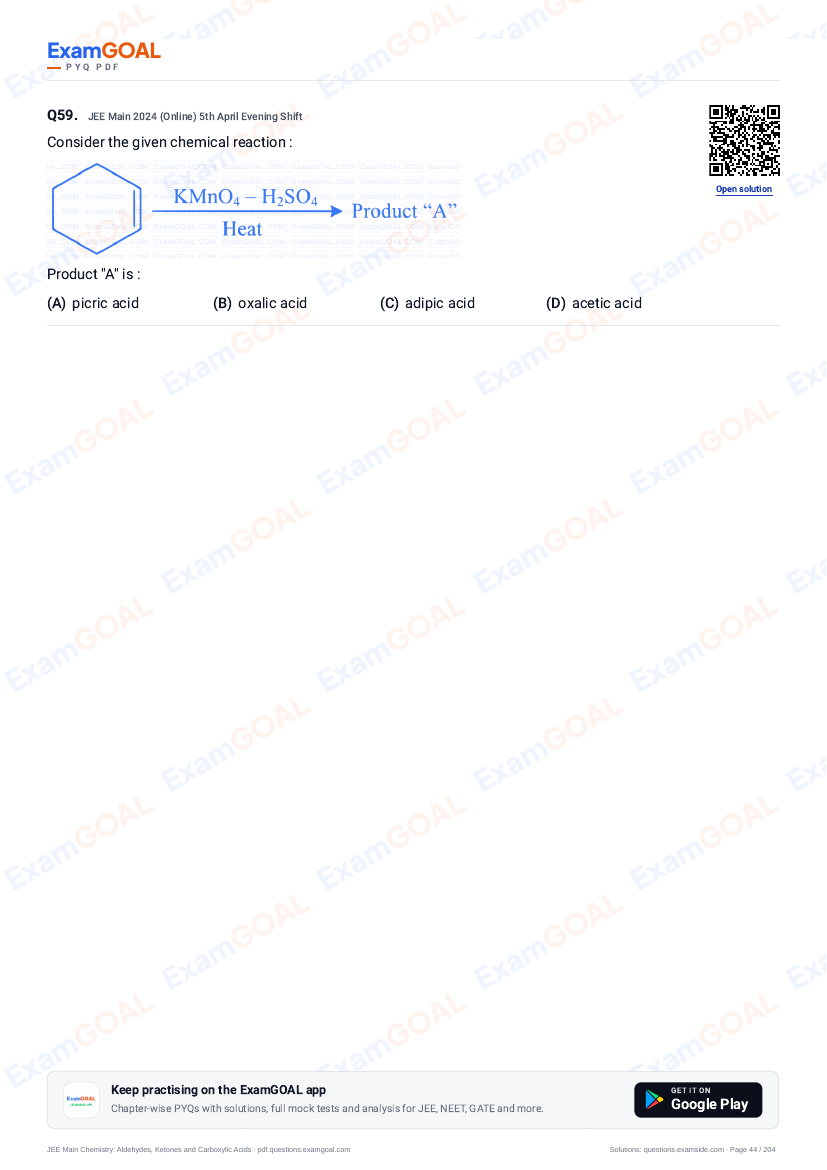 ExamGOAL
PYQ PDF
Q59. JEE Main 2024 (Online) 5th April Evening Shift
Consider the given chemical reaction :
KMnO₄ – H₂SO₄
Heat
Product “A”
Open solution
Product "A" is :
(A) picric acid (B) oxalic acid (C) adipic acid (D) acetic acid
Keep practising on the ExamGOAL app
Chapter-wise PYQs with solutions, full mock tests and analysis for JEE, NEET, GATE and more.
GET IT ON
Google Play
JEE Main Chemistry: Aldehydes, Ketones and Carboxylic Acids · pdf.questions.examgoal.com
Solutions: questions.examside.com · Page 44 / 204